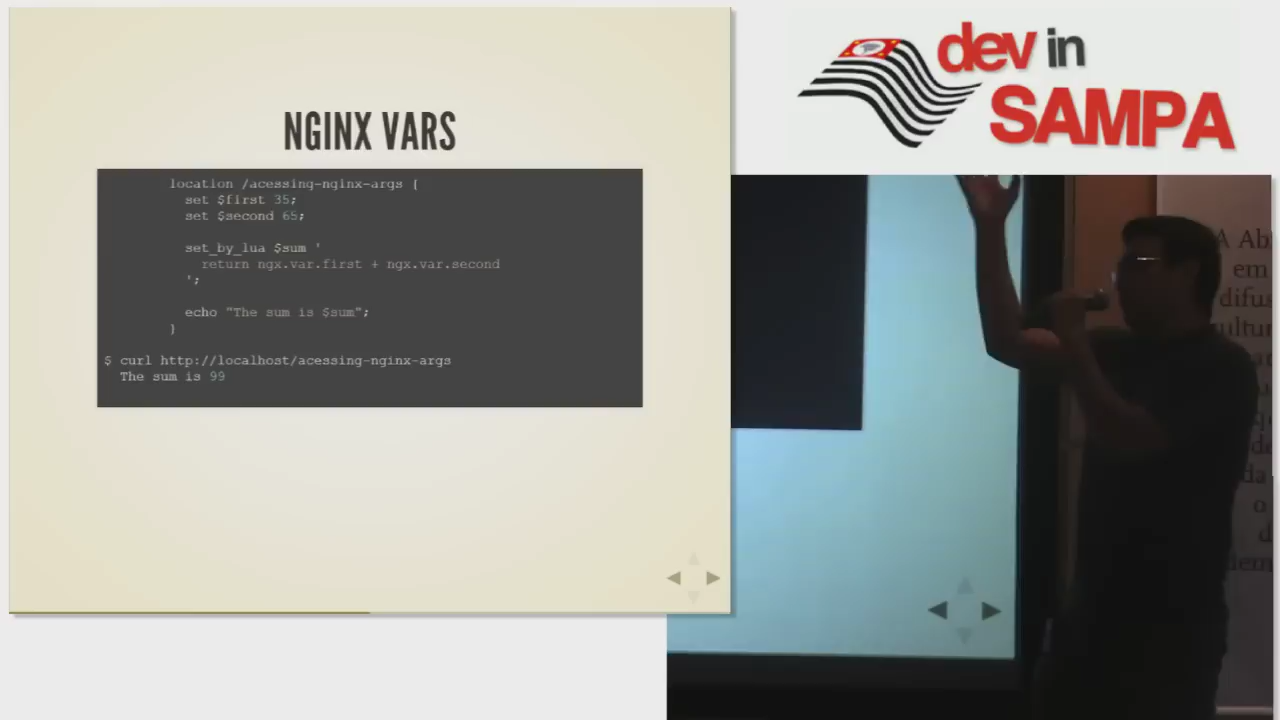 NGINX VARS
location /acessing-nginx-args {
set $first 35;
set $second 65;
set_by_lua $sum '
return ngx.var.first + ngx.var.second
';
echo "The sum is $sum";
}
$ curl http://localhost/acessing-nginx-args
The sum is 99
dev in
SAMPA
em
difus